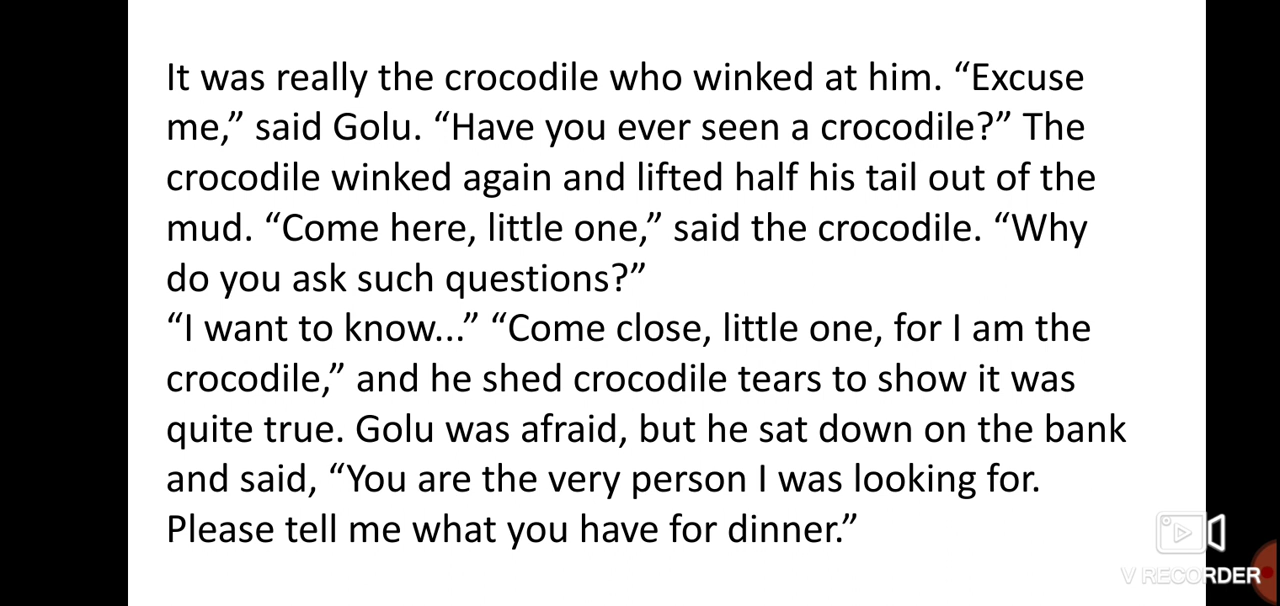 It was really the crocodile who winked at him. “Excuse
me,” said Golu. “Have you ever seen a crocodile?” The
crocodile winked again and lifted half his tail out of the
mud. “Come here, little one,” said the crocodile. “Why
do you ask such questions?”
“I want to know...” “Come close, little one, for I am the
crocodile,” and he shed crocodile tears to show it was
quite true. Golu was afraid, but he sat down on the bank
and said, “You are the very person I was looking for.
Please tell me what you have for dinner.”
V RECORDER